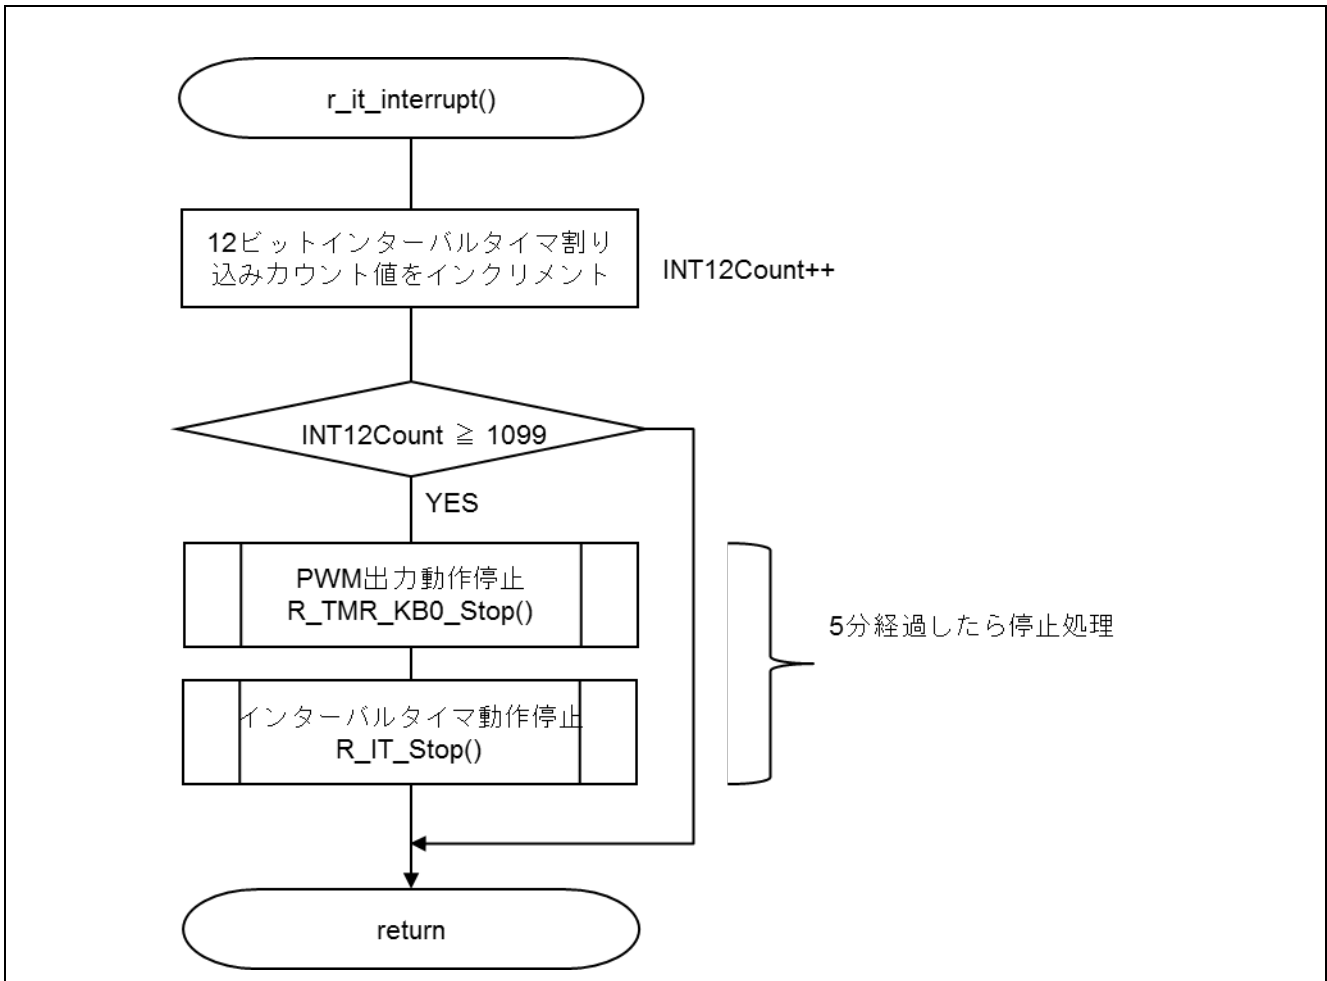 r_it_interrupt()
12ビットインターバルタイマ割り
込みカウント値をインクリメント
INT12Count++
INT12Count ≧ 1099
YES
PWM出力動作停止
R_TMR_KB0_Stop()
5分経過したら停止処理
インターバルタイマ動作停止
R_IT_Stop()
return